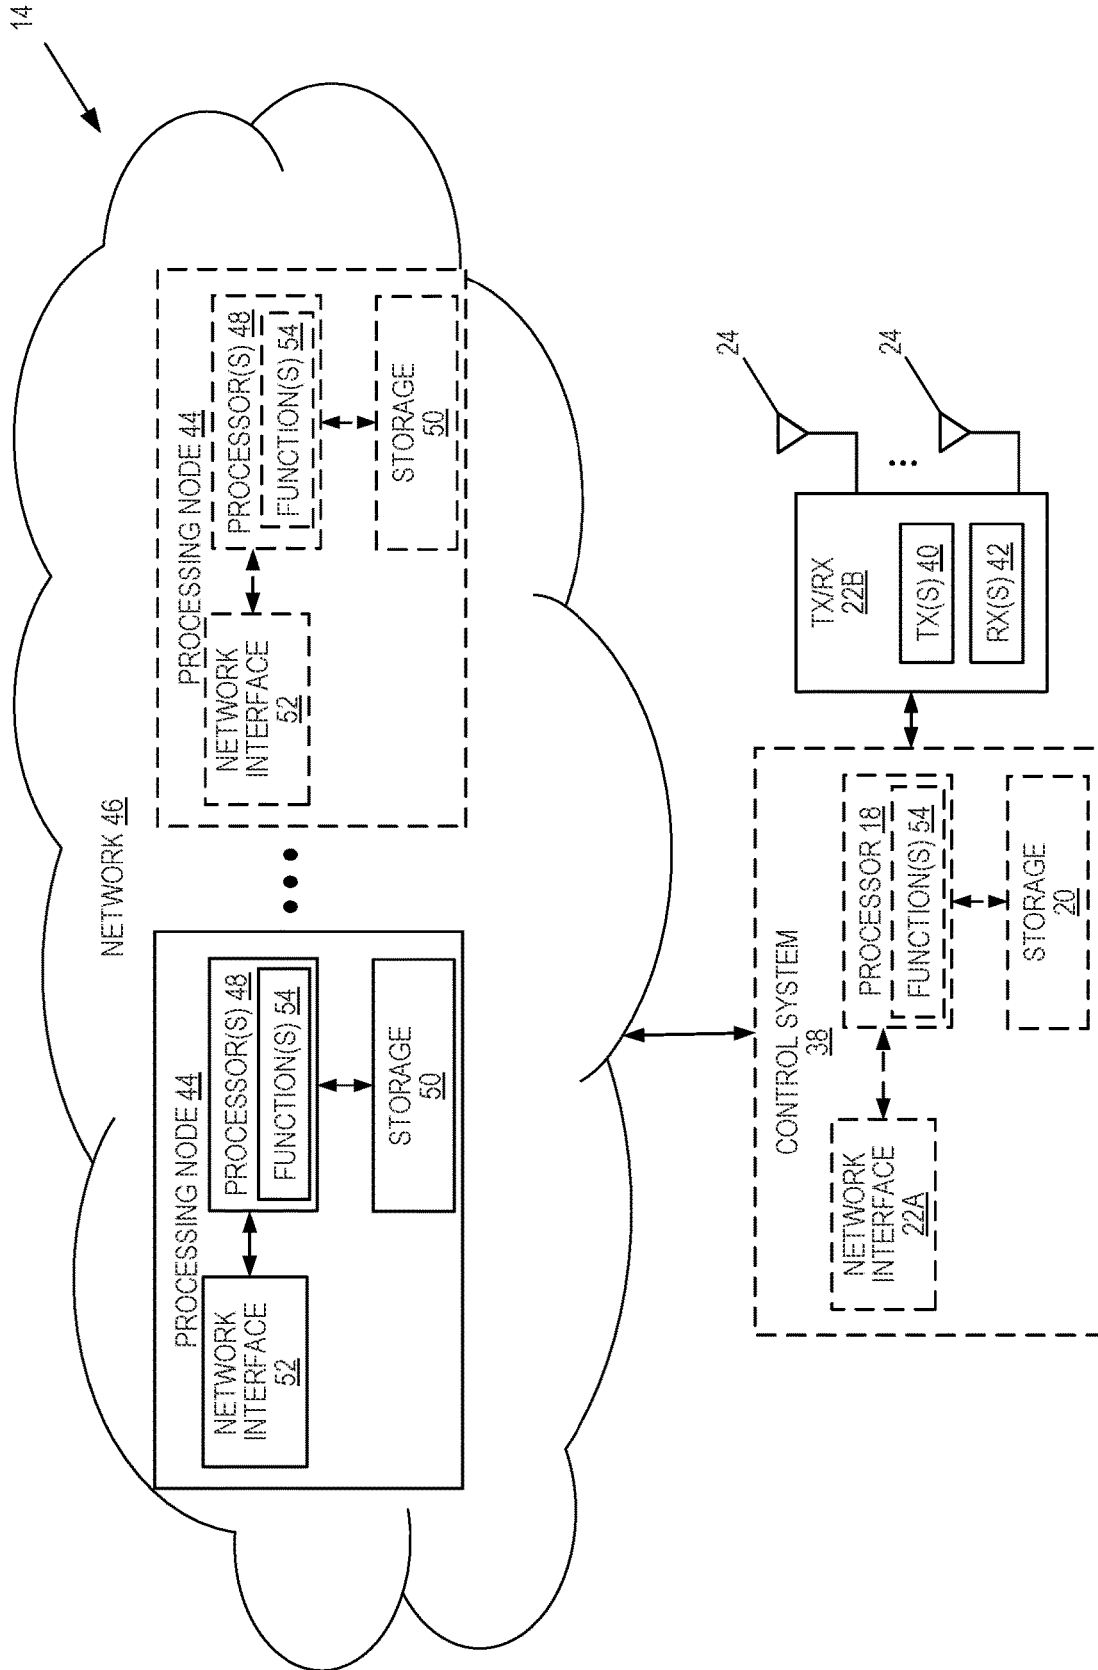 14
NETWORK 46
PROCESSING NODE 44
NETWORK
INTERFACE
52
PROCESSOR(S) 48
FUNCTION(S) 54
STORAGE
50
PROCESSING NODE 44
NETWORK
INTERFACE
52
PROCESSOR(S) 48
FUNCTION(S) 54
STORAGE
50
CONTROL SYSTEM
38
NETWORK
INTERFACE
22A
PROCESSOR 18
FUNCTION(S) 54
STORAGE
20
TX/RX
22B
TX(S) 40
RX(S) 42
24
24